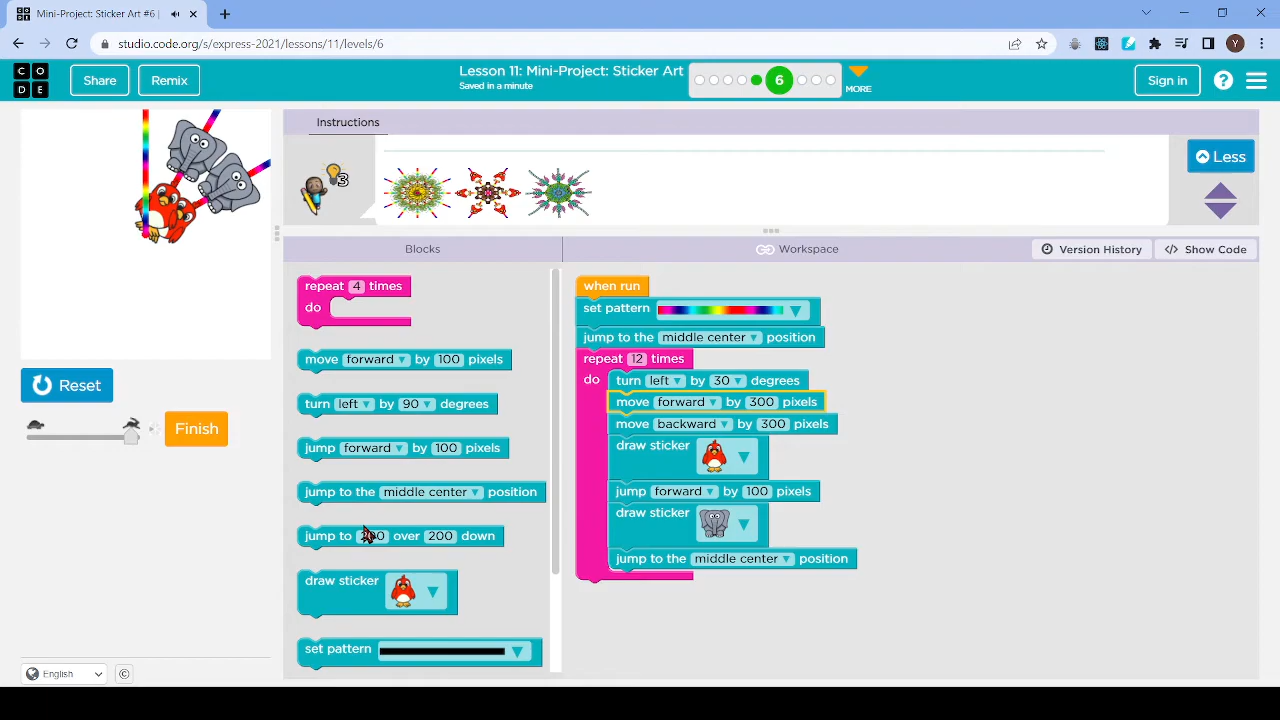 Mini-Project: Sticker Art #6 |
studio.code.org/s/express-2021/lessons/11/levels/6
Y
C O
D E
Share
Remix
Lesson 11: Mini-Project: Sticker Art
Saved in a minute
6
MORE
Sign in
?
Instructions
3
Less
Blocks
Workspace
Version History
Show Code
repeat 4 times
do
move forward by 100 pixels
turn left by 90 degrees
jump forward by 100 pixels
jump to the middle center position
jump to over 200 down
draw sticker
set pattern
when run
set pattern
jump to the middle center position
repeat 12 times
do
turn left by 30 degrees
move forward by 300 pixels
move backward by 300 pixels
draw sticker
jump forward by 100 pixels
draw sticker
jump to the middle center position
Reset
Finish
English
©